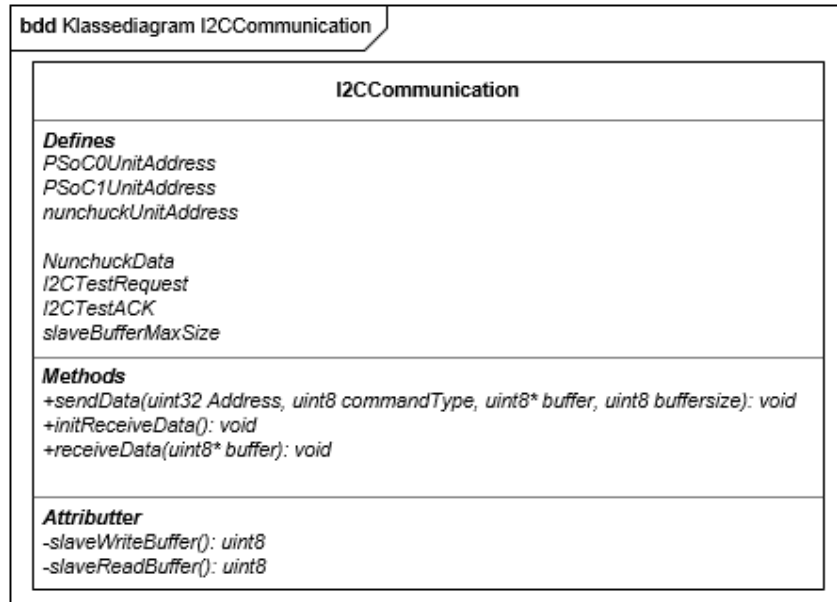 bdd Klassediagram I2CCommunication
I2CCommunication
Defines
PSoC0UnitAddress
PSoC1UnitAddress
nunchuckUnitAddress
NunchuckData
I2CTestRequest
I2CTestACK
slaveBufferMaxSize
Methods
+sendData(uint32 Address, uint8 commandType, uint8* buffer, uint8 buffersize): void
+initReceiveData(): void
+receiveData(uint8* buffer): void
Attributter
-slaveWriteBuffer(): uint8
-slaveReadBuffer(): uint8